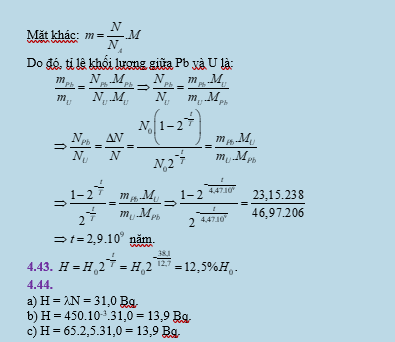 Mặt khác: m = N/N_A .M
Do đó, tỉ lệ khối lượng giữa Pb và U là:
m_Pb/m_U = N_Pb.M_Pb/N_U.M_U ⇒ N_Pb/N_U = m_Pb.M_U/m_U.M_Pb
⇒ N_Pb/N_U = ΔN/N = N_0(1 − 2^(−t/T))/N_0 2^(−t/T) = m_Pb.M_U/m_U.M_Pb
⇒ (1 − 2^(−t/T))/2^(−t/T) = m_Pb.M_U/m_U.M_Pb ⇒ (1 − 2^(−t/4,47.10^9))/2^(−t/4,47.10^9) = 23,15.238/46,97.206
⇒ t = 2,9.10^9 năm.
4.43. H = H_0 2^(−t/T) = H_0 2^(−38,1/12,7) = 12,5%H_0.
4.44.
a) H = λN = 31,0 Bq.
b) H = 450.10^-3.31,0 = 13,9 Bq.
c) H = 65.2,5.31,0 = 13,9 Bq.